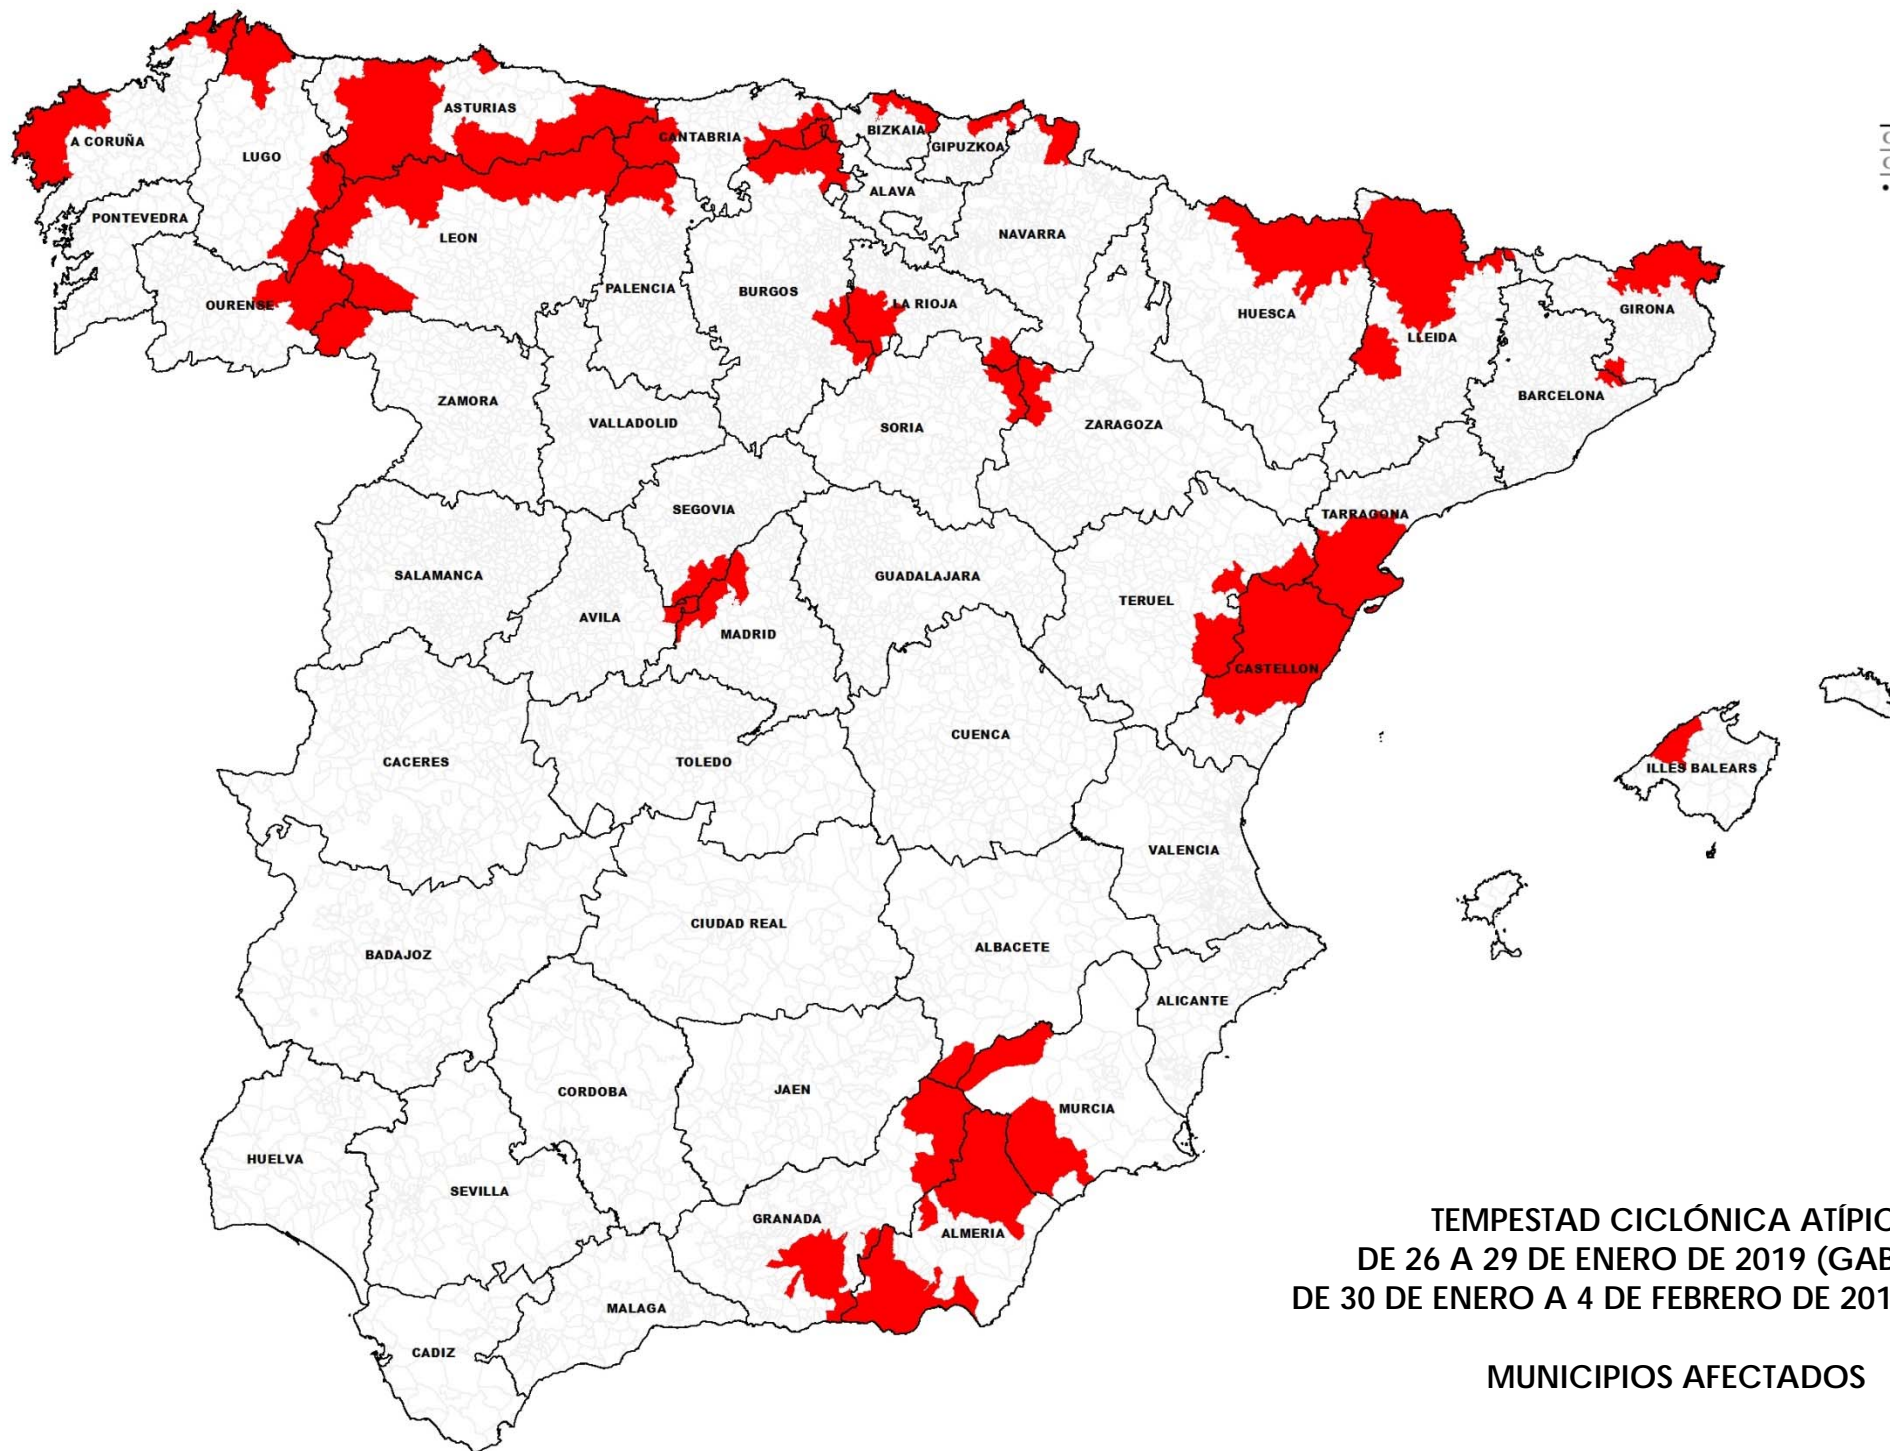 ASTURIAS
A CORUÑA
CANTABRIA
BIZKAIA
GIPUZKOA
LUGO
ALAVA
PONTEVEDRA
LEON
NAVARRA
PALENCIA
BURGOS
LA RIOJA
OURENSE
HUESCA
GIRONA
LLEIDA
BARCELONA
ZAMORA
VALLADOLID
SORIA
ZARAGOZA
SEGOVIA
TARRAGONA
SALAMANCA
GUADALAJARA
AVILA
MADRID
TERUEL
CASTELLON
CACERES
TOLEDO
CUENCA
ILLES BALEARS
VALENCIA
BADAJOZ
CIUDAD REAL
ALBACETE
ALICANTE
CORDOBA
JAEN
MURCIA
HUELVA
SEVILLA
GRANADA
ALMERIA
MALAGA
CADIZ
TEMPESTAD CICLÓNICA ATÍPIC
DE 26 A 29 DE ENERO DE 2019 (GAB
DE 30 DE ENERO A 4 DE FEBRERO DE 201
MUNICIPIOS AFECTADOS